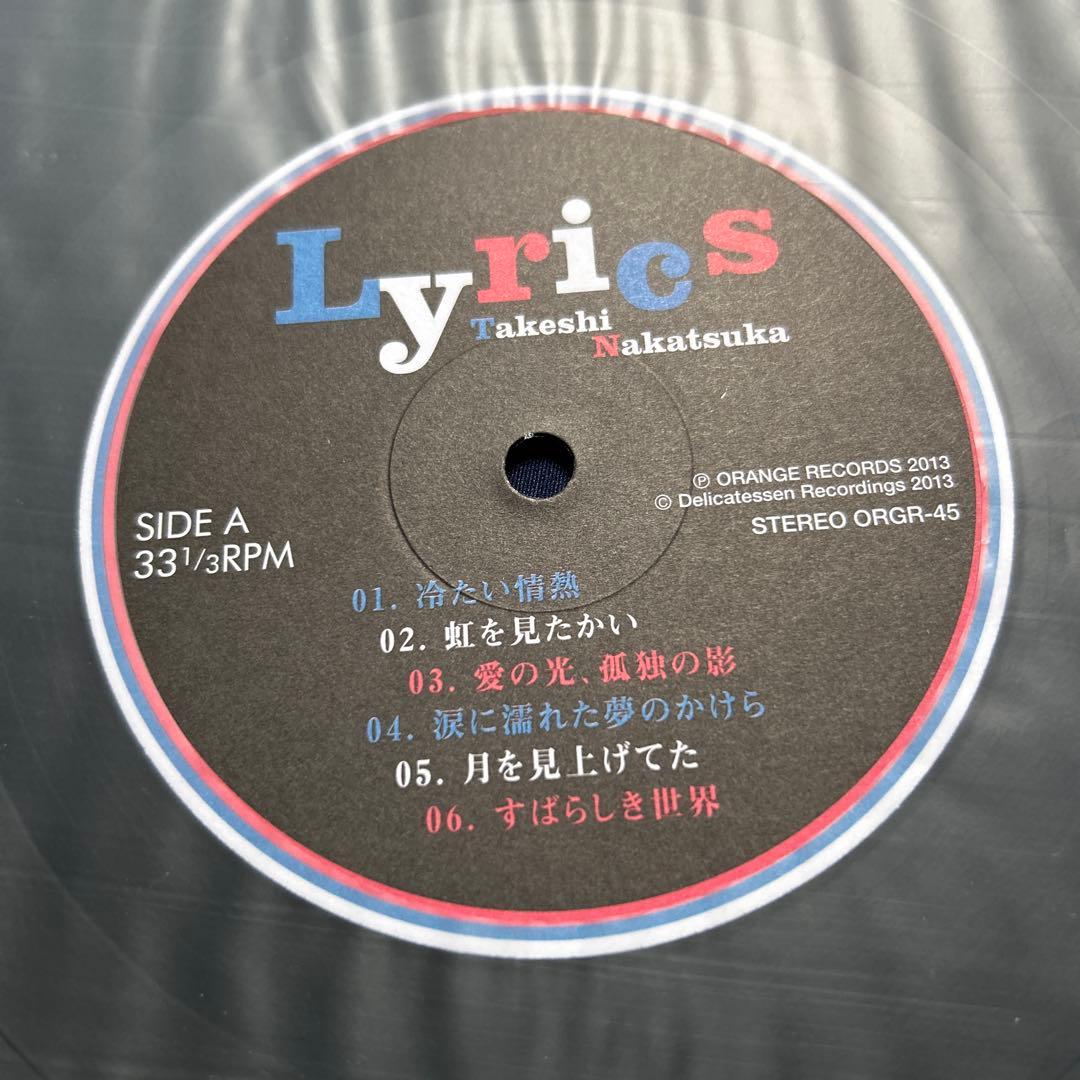 Lyrics
Takeshi
Nakatsuka
℗ ORANGE RECORDS 2013
© Delicatessen Recordings 2013
STEREO ORGR-45
SIDE A
33 1/3RPM
01. 冷たい情熱
02. 虹を見たかい
03. 愛の光、孤独の影
04. 涙に濡れた夢のかけら
05. 月を見上げてた
06. すばらしき世界